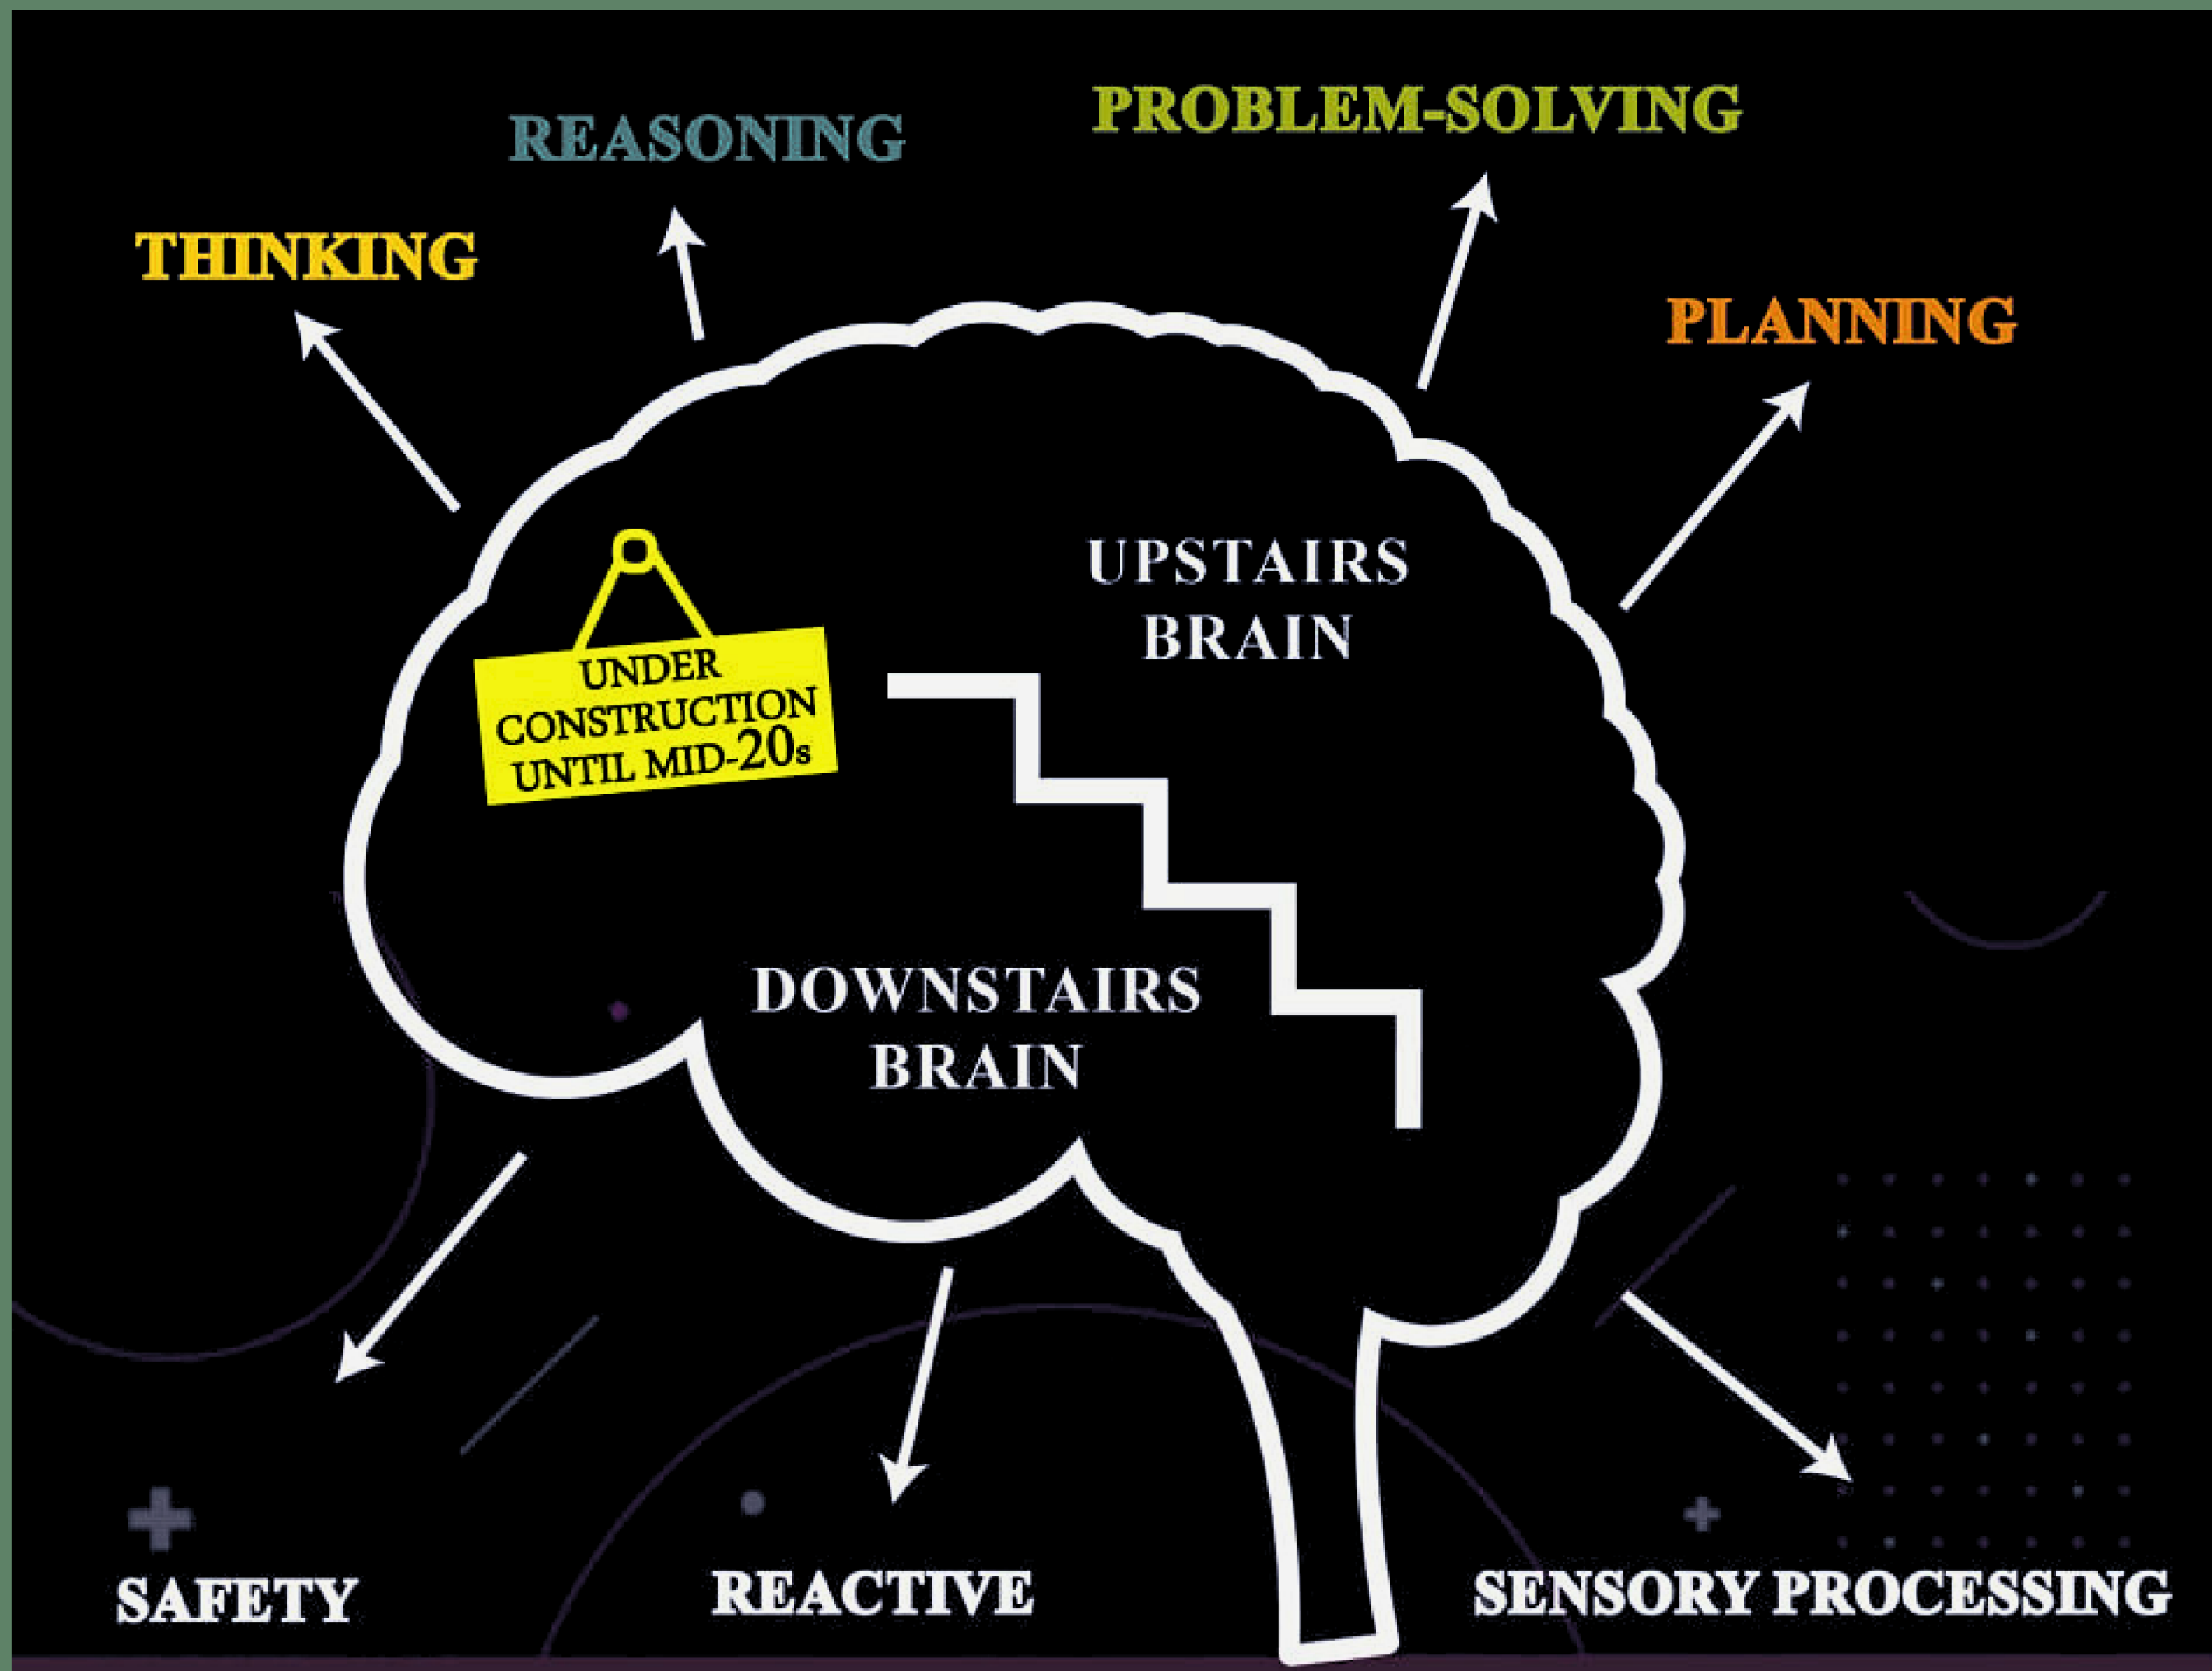 REASONING
PROBLEM-SOLVING
THINKING
PLANNING
UPSTAIRS
BRAIN
UNDER
CONSTRUCTION
UNTIL MID-20s
DOWNSTAIRS
BRAIN
SAFETY
REACTIVE
SENSORY PROCESSING